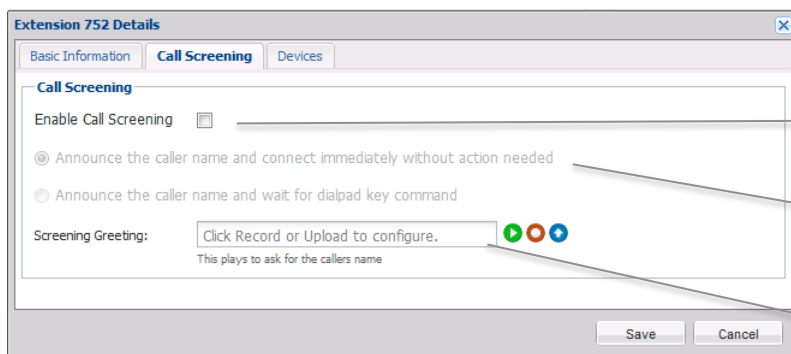 Extension 752 Details
Basic Information Call Screening Devices
Call Screening
Enable Call Screening
Announce the caller name and connect immediately without action needed
Announce the caller name and wait for dialpad key command
Screening Greeting: Click Record or Upload to configure.
This plays to ask for the callers name
Save Cancel